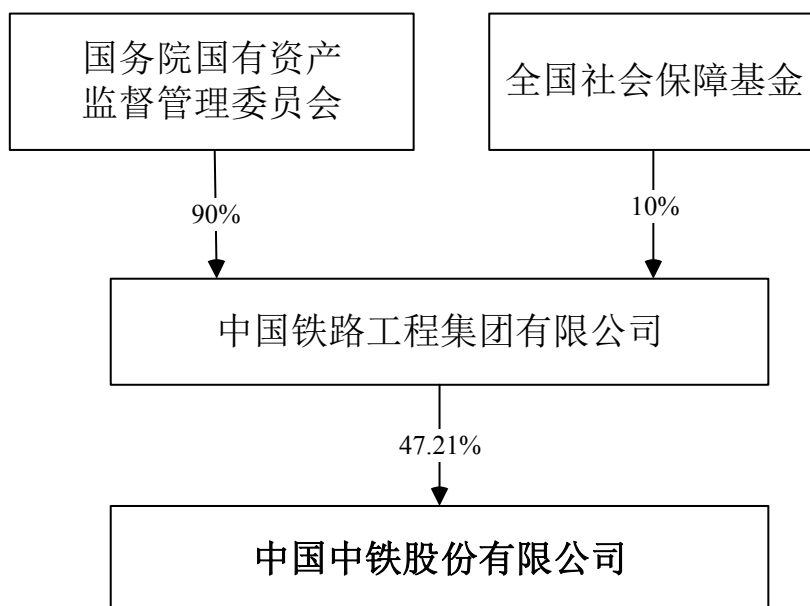 国务院国有资产
监督管理委员会
全国社会保障基金
90%
10%
中国铁路工程集团有限公司
47.21%
中国中铁股份有限公司